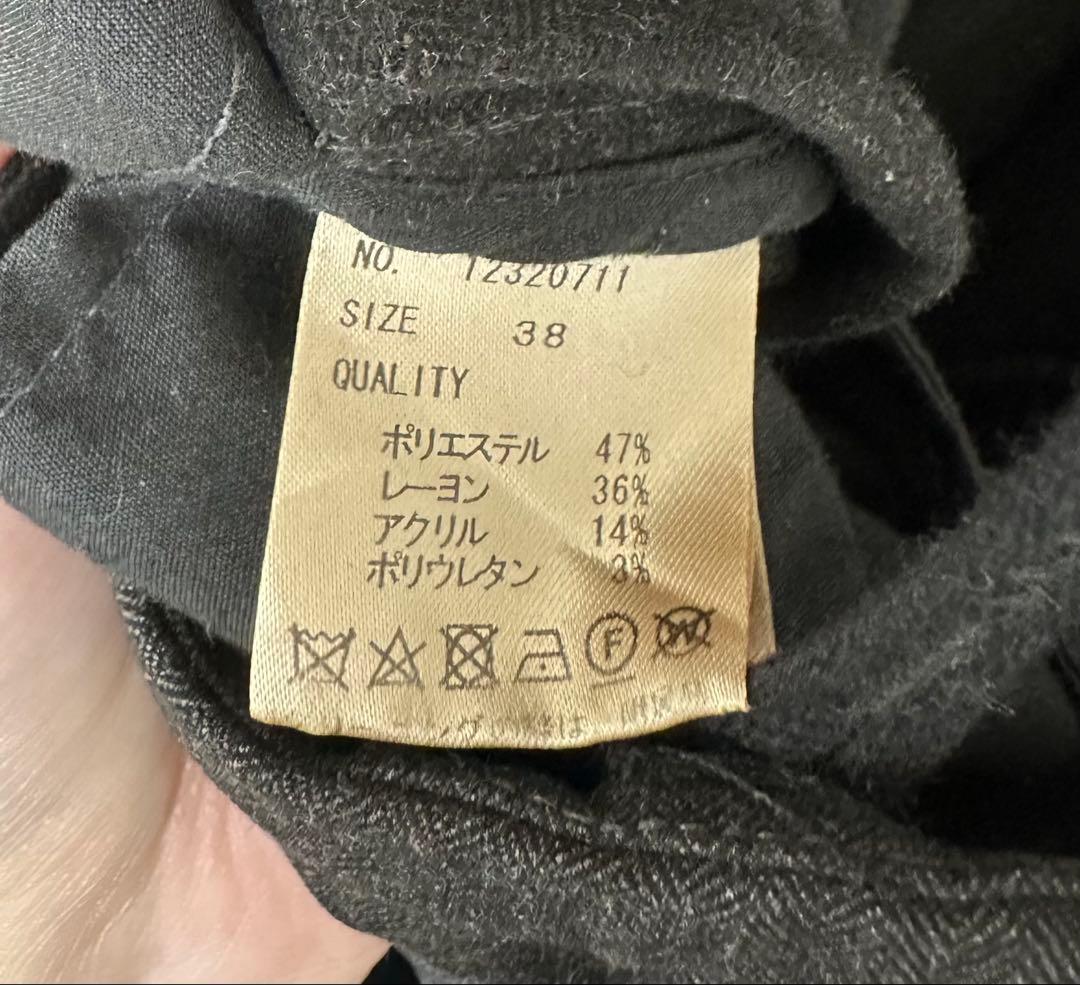 NO. 12320711
SIZE 38
QUALITY
ポリエステル 47%
レーヨン 36%
アクリル 14%
ポリウレタン 3%
F W